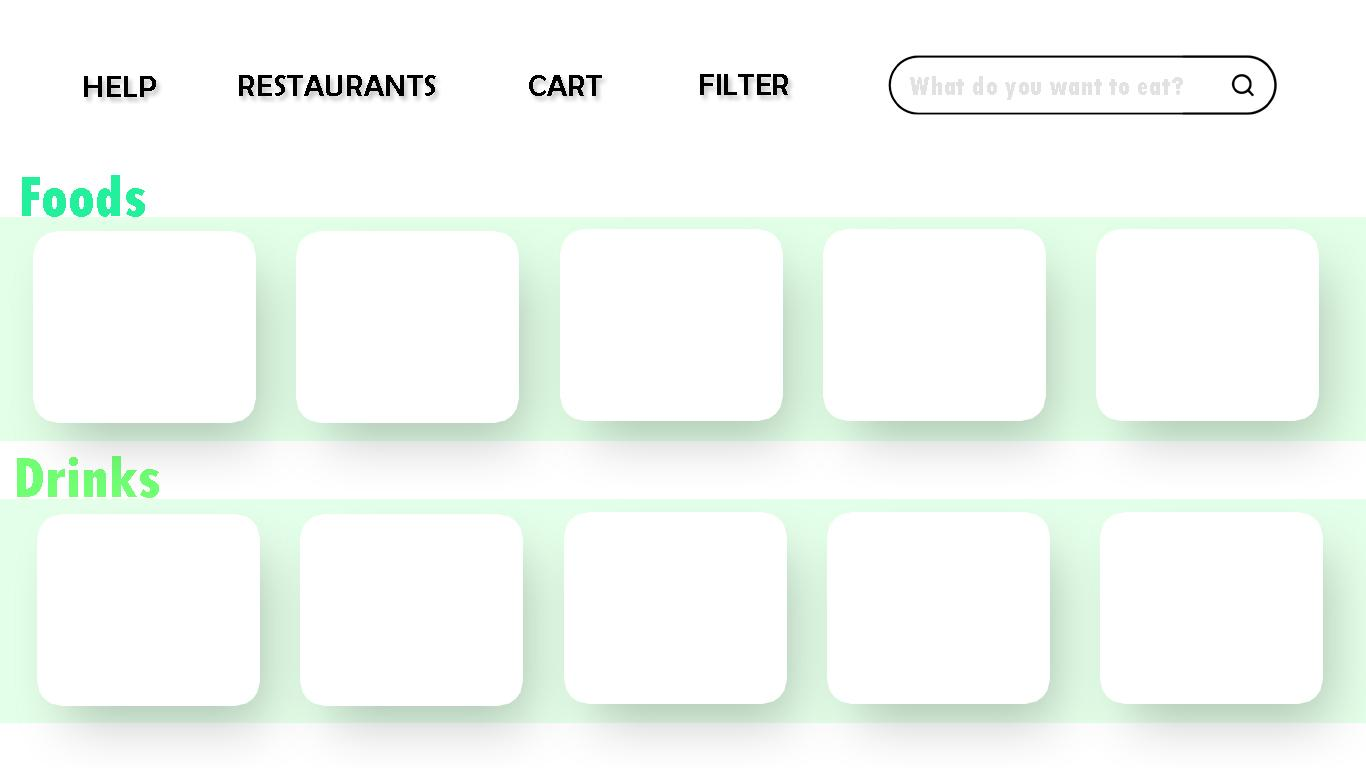 HELP RESTAURANTS CART FILTER What do you want to eat?
Foods
Drinks